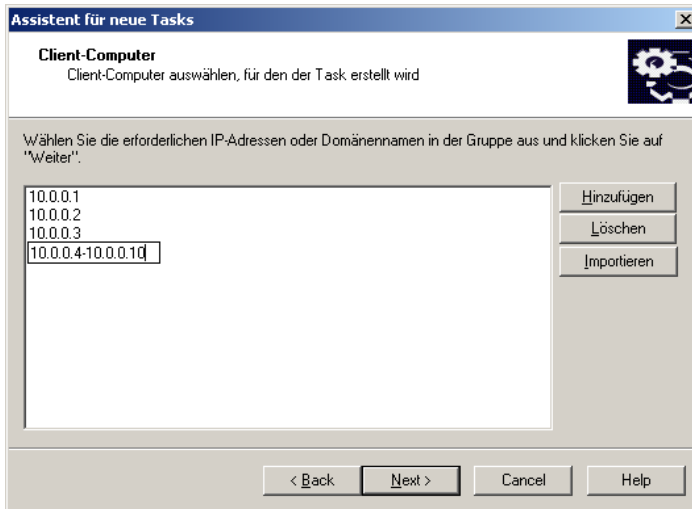 Assistent für neue Tasks
Client-Computer
Client-Computer auswählen, für den der Task erstellt wird
Wählen Sie die erforderlichen IP-Adressen oder Domänennamen in der Gruppe aus und klicken Sie auf
"Weiter".
10.0.0.1
10.0.0.2
10.0.0.3
10.0.0.4-10.0.0.10
Hinzufügen
Löschen
Importieren
< Back
Next >
Cancel
Help